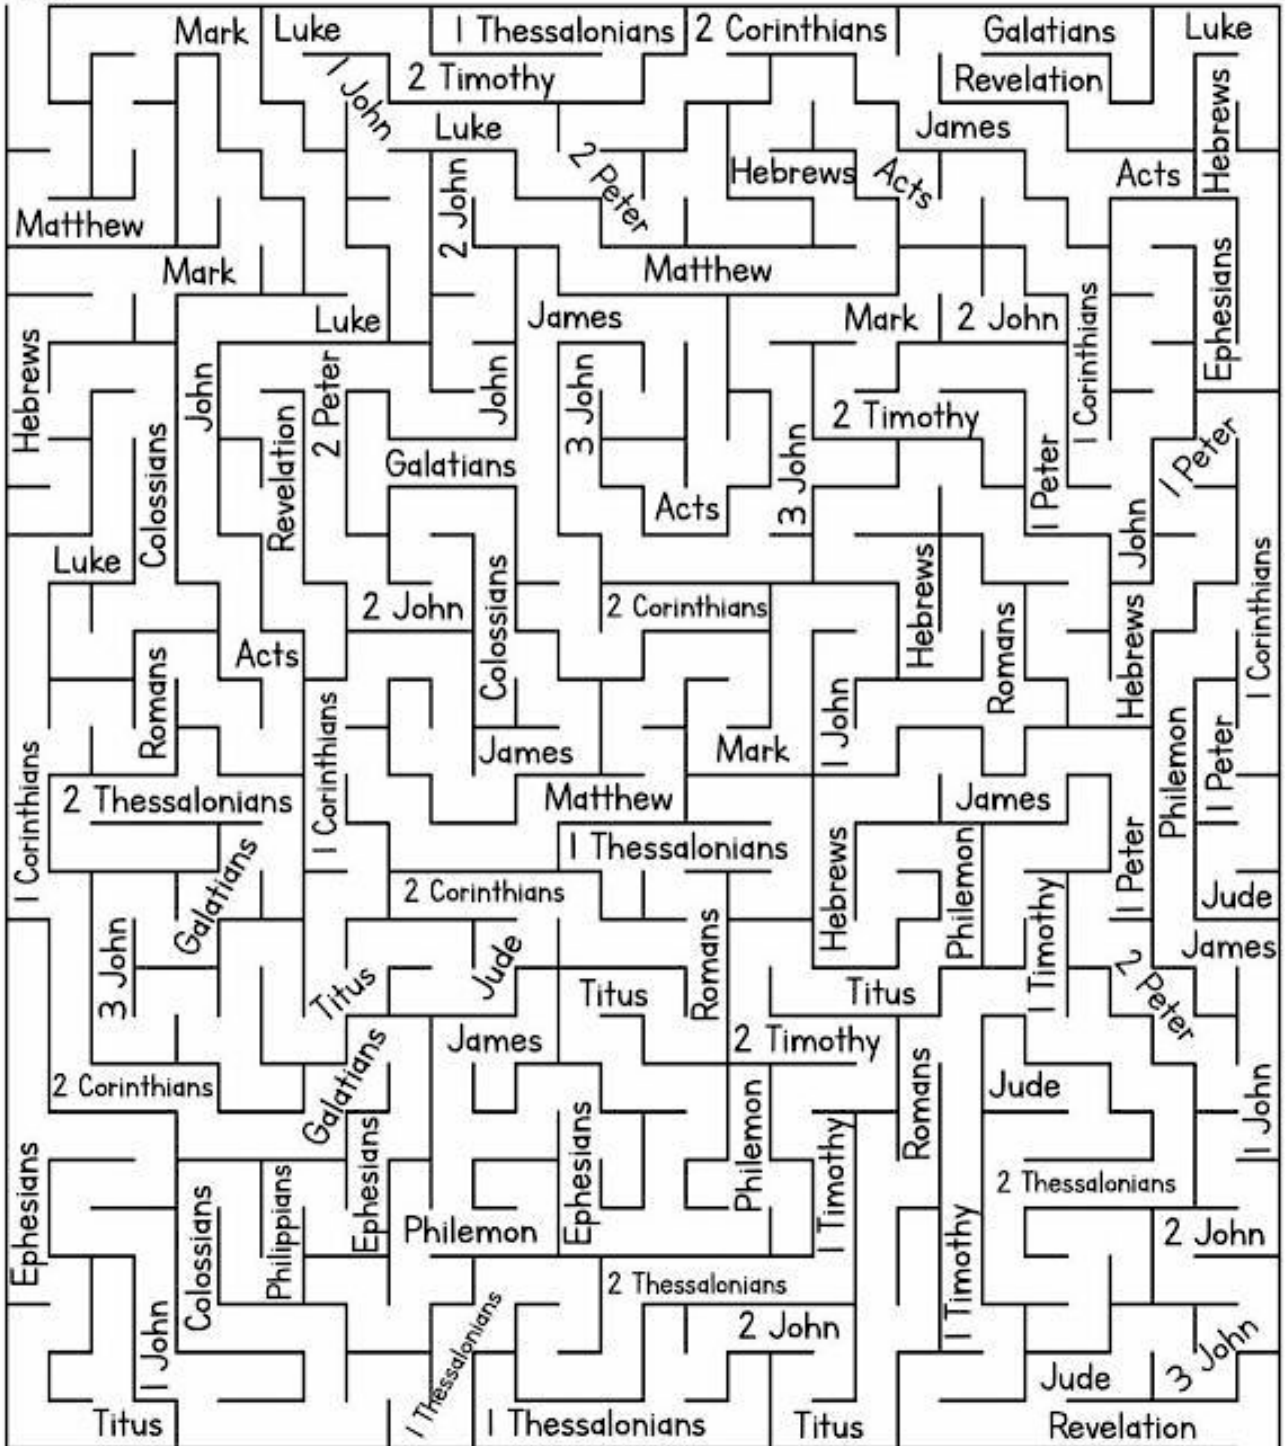 Mark
Luke
1 Thessalonians
2 Corinthians
Galatians
Luke
1 John
2 Timothy
Revelation
Hebrews
Luke
James
2 Peter
2 John
Hebrews
Acts
Acts
Matthew
Mark
Matthew
Ephesians
Luke
James
Mark
2 John
1 Corinthians
Hebrews
John
2 Peter
John
3 John
2 Timothy
Revelation
Colossians
Galatians
3 John
1 Peter
1 Peter
Acts
John
Luke
2 John
Colossians
2 Corinthians
Hebrews
Romans
Hebrews
1 Corinthians
Acts
Romans
1 Corinthians
James
Mark
1 John
Philemon
1 Peter
1 Corinthians
2 Thessalonians
Matthew
James
1 Thessalonians
Hebrews
Philemon
1 Peter
Galatians
2 Corinthians
Romans
1 Timothy
Jude
3 John
Jude
James
Titus
Titus
Titus
2 Peter
James
2 Timothy
2 Corinthians
Galatians
Philemon
Romans
Jude
1 John
Ephesians
Ephesians
Ephesians
1 Timothy
2 Thessalonians
Philippians
Colossians
Philemon
1 Timothy
2 John
2 Thessalonians
1 John
1 Thessalonians
2 John
3 John
Jude
Titus
1 Thessalonians
Titus
Revelation